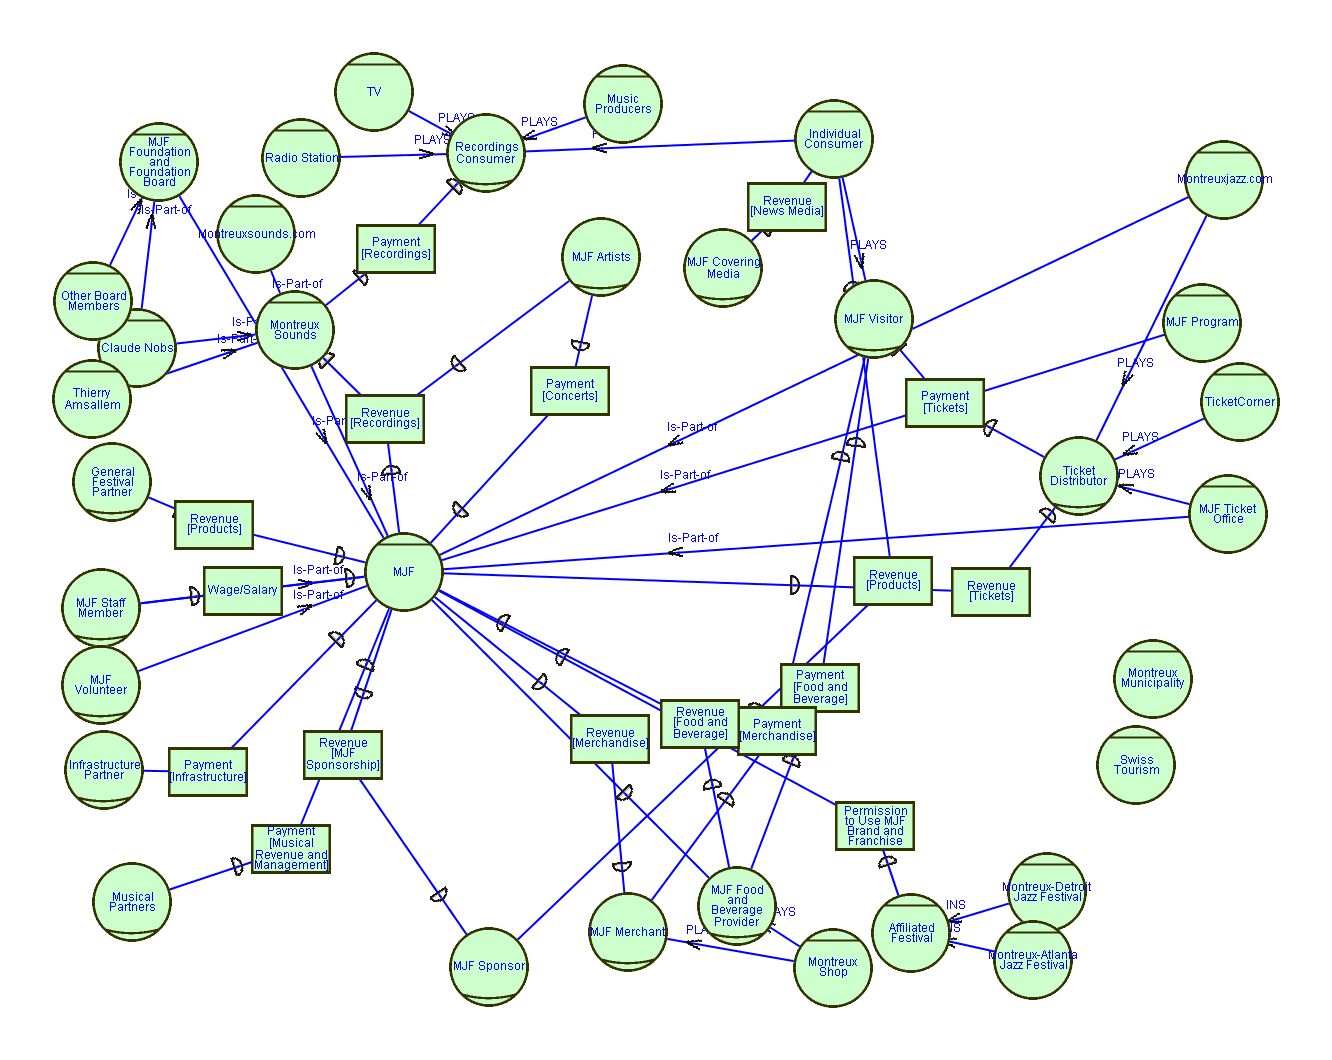 TV
Music
Producers
PLAYS
PLAYS
PLAYS
Individual
Consumer
MJF
Foundation
and
Foundation
Board
Radio Station
Recordings
Consumer
Montreuxjazz.com
Is-Part-of
Revenue
[News Media]
Montreuxsounds.com
Payment
[Recordings]
MJF Artists
PLAYS
MJF Covering
Media
Is-Part-of
Other Board
Members
Montreux
Sounds
MJF Visitor
MJF Program
Claude Nobs
PLAYS
Thierry
Amsallem
Payment
[Concerts]
Payment
[Tickets]
TicketCorner
Revenue
[Recordings]
Is-Part-of
PLAYS
General
Festival
Partner
Is-Part-of
Is-Part-of
Ticket
Distributor
PLAYS
MJF Ticket
Office
Revenue
[Products]
Is-Part-of
MJF
Is-Part-of
Wage/Salary
Is-Part-of
Revenue
[Products]
Revenue
[Tickets]
MJF Staff
Member
MJF
Volunteer
Payment
[Food and
Beverage]
Montreux
Municipality
Revenue
[Food and
Beverage]
Payment
[Merchandise]
Revenue
[Merchandise]
Revenue
[MJF
Sponsorship]
Infrastructure
Partner
Payment
[Infrastructure]
Swiss
Tourism
Permission
to Use MJF
Brand and
Franchise
Payment
[Musical
Revenue and
Management]
Musical
Partners
MJF Food
and
Beverage
Provider
Montreux-Detroit
Jazz Festival
INS
Affiliated
Festival
MJF Merchant
Montreux-Atlanta
Jazz Festival
MJF Sponsor
Montreux
Shop